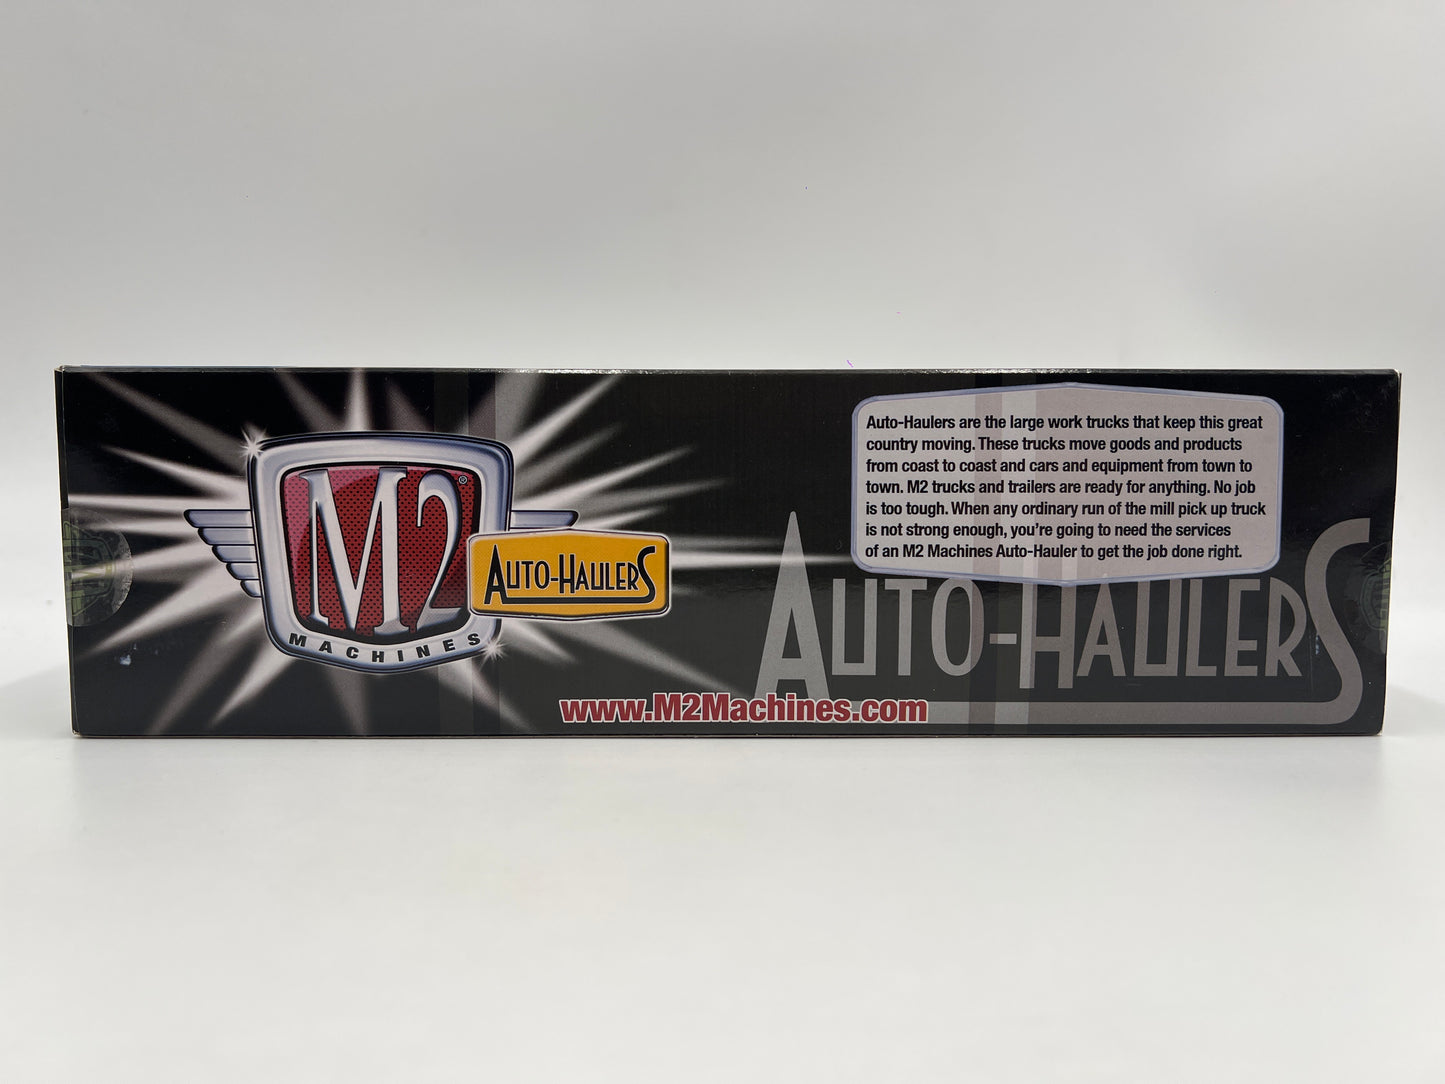 M2®
MACHINES
AUTO-HAULERS
Auto-Haulers are the large work trucks that keep this great
country moving. These trucks move goods and products
from coast to coast and cars and equipment from town to
town. M2 trucks and trailers are ready for anything. No job
is too tough. When any ordinary run of the mill pick up truck
is not strong enough, you're going to need the services
of an M2 Machines Auto-Hauler to get the job done right.
AUTO-HAULERS
www.M2Machines.com